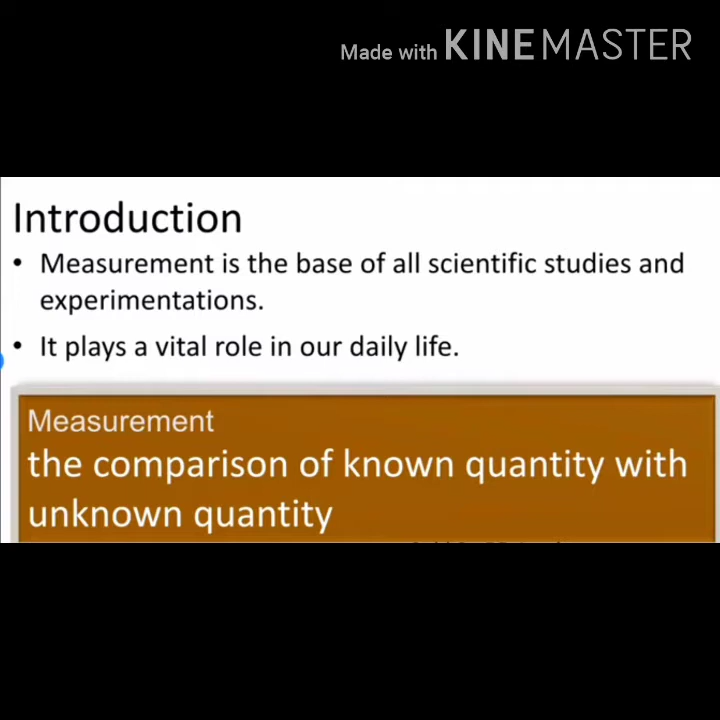 Made with KINEMASTER
Introduction
• Measurement is the base of all scientific studies and
experimentations.
• It plays a vital role in our daily life.
Measurement
the comparison of known quantity with
unknown quantity